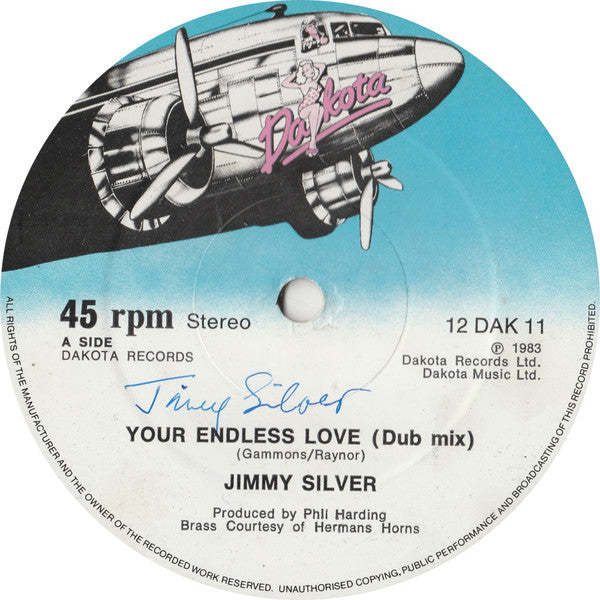 Dakota
45 rpm Stereo
A SIDE
DAKOTA RECORDS
12 DAK 11
℗ 1983
Dakota Records Ltd.
Dakota Music Ltd.
Jimmy Silver
YOUR ENDLESS LOVE (Dub mix)
(Gammons/Raynor)
JIMMY SILVER
Produced by Phil Harding
Brass Courtesy of Hermans Horns
ALL RIGHTS OF THE MANUFACTURER AND THE OWNER OF THE RECORDED WORK RESERVED. UNAUTHORISED COPYING, PUBLIC PERFORMANCE AND BROADCASTING OF THIS RECORD PROHIBITED.